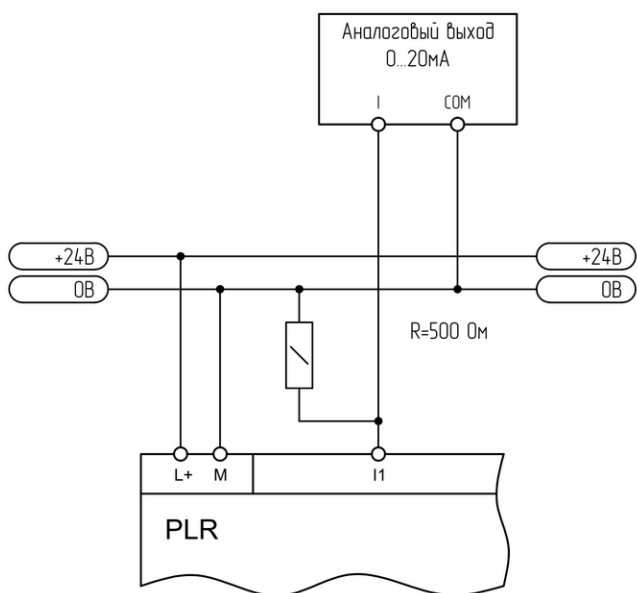 Аналоговый выход
0...20мА
I COM
+24В +24В
0В 0В
R=500 Ом
L+ M I1
PLR